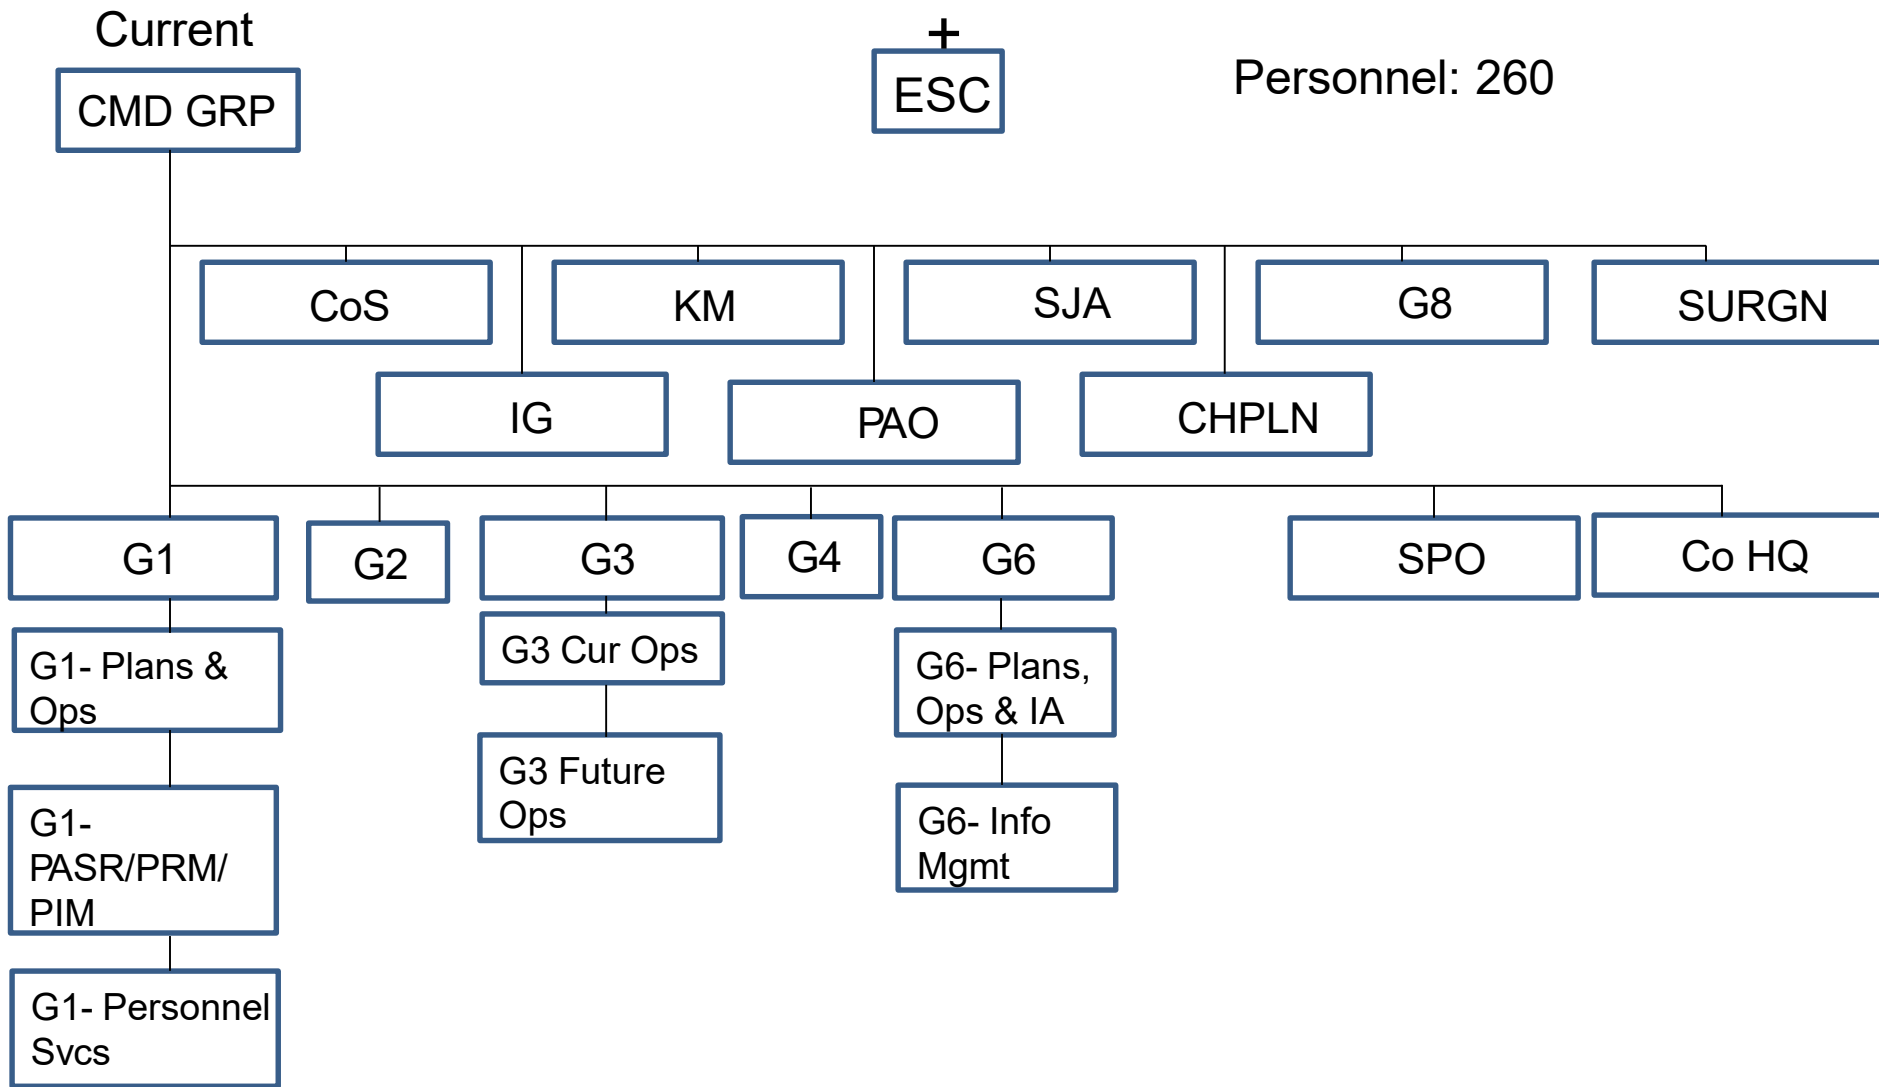 Current
+
ESC
Personnel: 260
CMD GRP
CoS
KM
SJA
G8
SURGN
IG
PAO
CHPLN
G1
G2
G3
G4
G6
SPO
Co HQ
G1- Plans &
Ops
G3 Cur Ops
G6- Plans,
Ops & IA
G1-
PASR/PRM/
PIM
G3 Future
Ops
G6- Info
Mgmt
G1- Personnel
Svcs